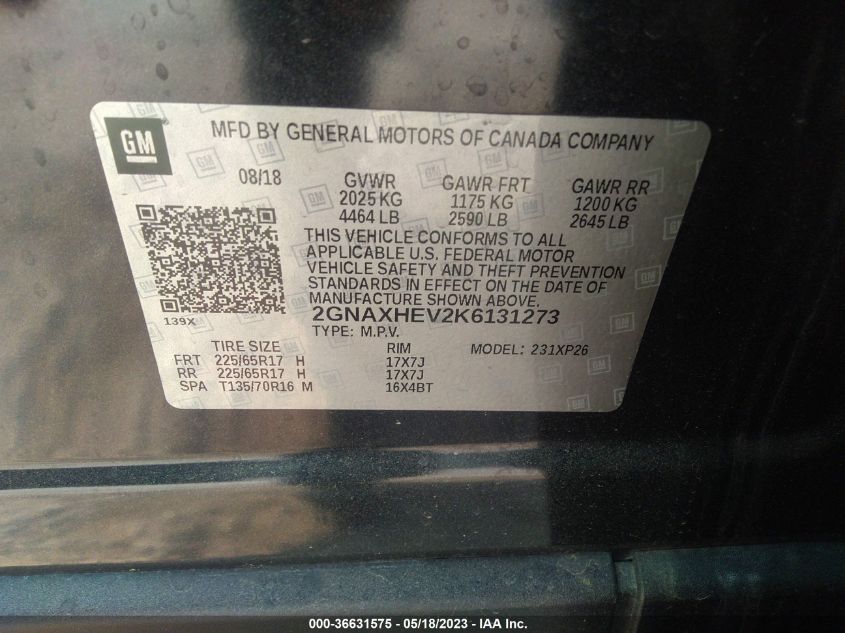 GM MFD BY GENERAL MOTORS OF CANADA COMPANY
08/18 GVWR GAWR FRT GAWR RR
2025 KG 1175 KG 1200 KG
4464 LB 2590 LB 2645 LB
THIS VEHICLE CONFORMS TO ALL
APPLICABLE U.S. FEDERAL MOTOR
VEHICLE SAFETY AND THEFT PREVENTION
STANDARDS IN EFFECT ON THE DATE OF
MANUFACTURE SHOWN ABOVE.
139X 2GNAXHEV2K6131273
TYPE: M.P.V.
TIRE SIZE RIM MODEL: 231XP26
FRT 225/65R17 H 17X7J
RR 225/65R17 H 17X7J
SPA T135/70R16 M 16X4BT
000-36631575 - 05/18/2023 - IAA Inc.